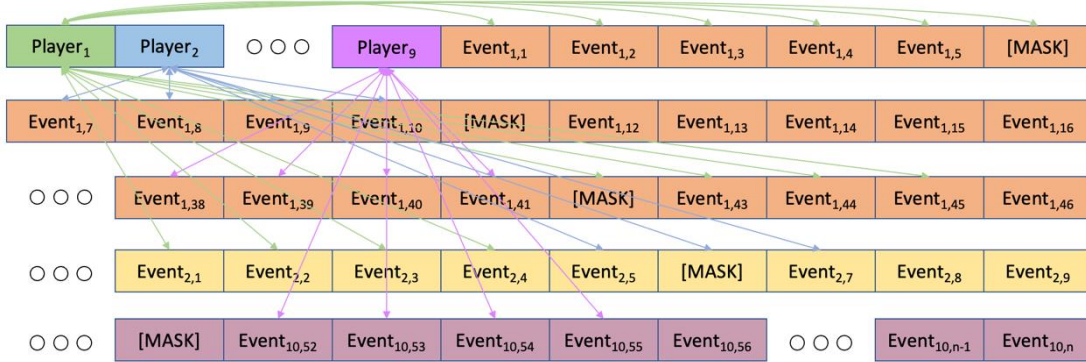 Player1 Player2 ○○○ Player9 Event1,1 Event1,2 Event1,3 Event1,4 Event1,5 [MASK]
Event1,7 Event1,8 Event1,9 Event1,10 [MASK] Event1,12 Event1,13 Event1,14 Event1,15 Event1,16
○○○ Event1,38 Event1,39 Event1,40 Event1,41 [MASK] Event1,43 Event1,44 Event1,45 Event1,46
○○○ Event2,1 Event2,2 Event2,3 Event2,4 Event2,5 [MASK] Event2,7 Event2,8 Event2,9
○○○ [MASK] Event10,52 Event10,53 Event10,54 Event10,55 Event10,56 ○○○ Event10,n-1 Event10,n